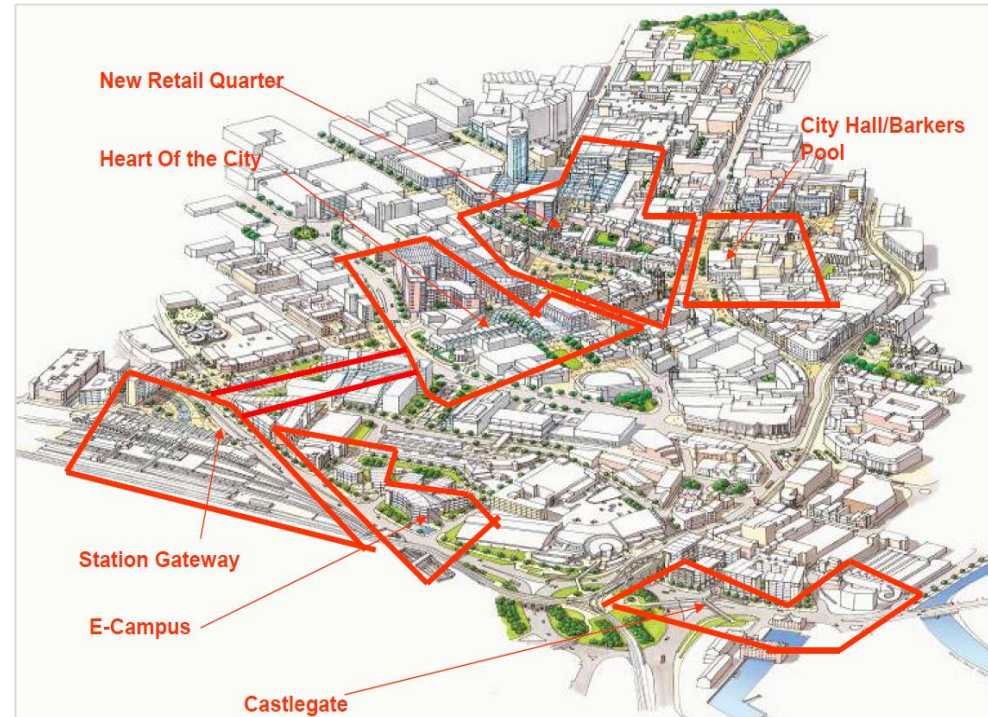 New Retail Quarter
City Hall/Barkers
Pool
Heart Of the City
Station Gateway
E-Campus
Castlegate